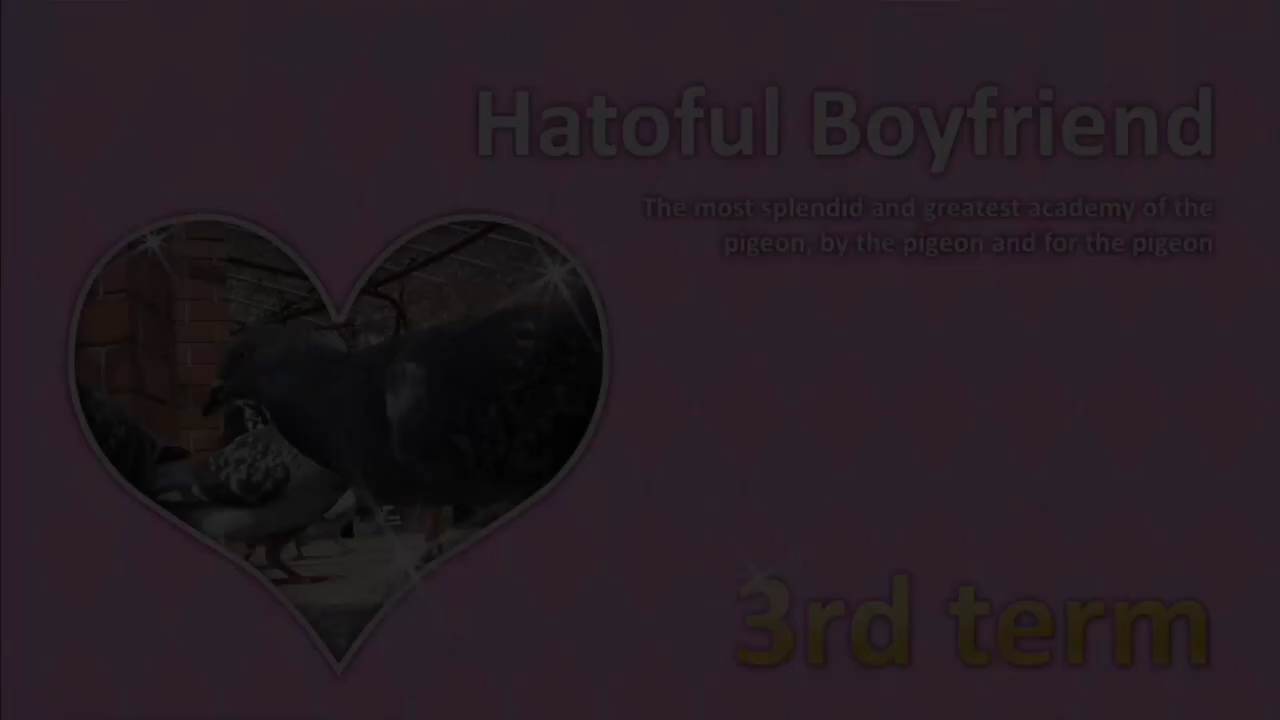 Hatoful Boyfriend
The most splendid and greatest academy of the
pigeon, by the pigeon and for the pigeon
3rd term